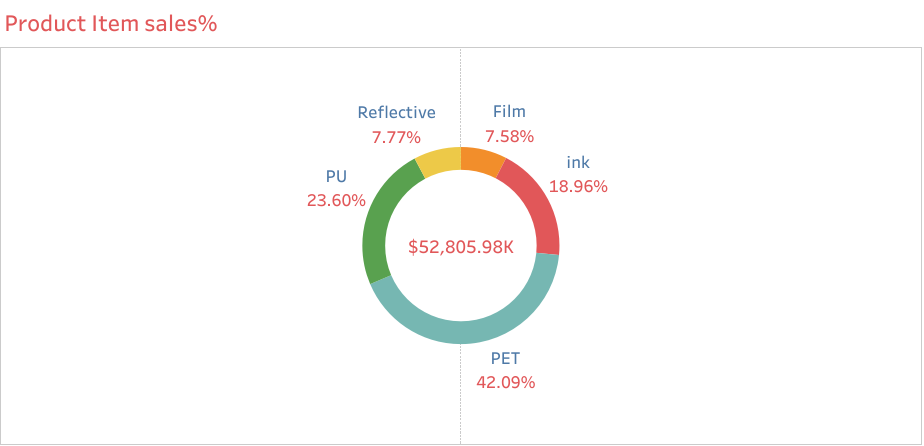 Product Item sales%
Reflective
7.77%
Film
7.58%
ink
18.96%
PU
23.60%
$52,805.98K
PET
42.09%